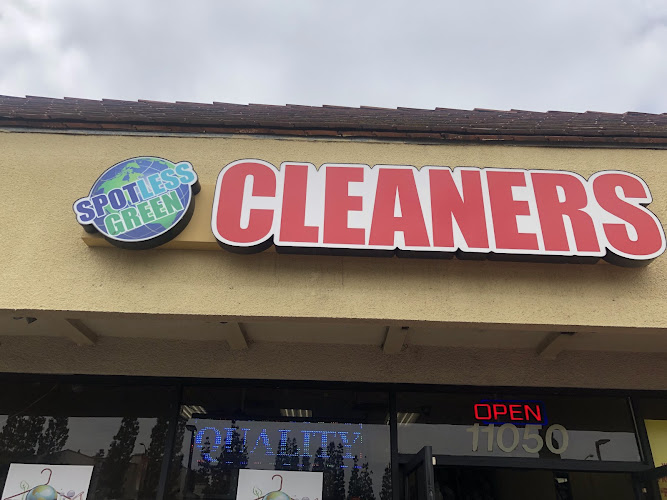 SPOTLESS
GREEN
CLEANERS
OPEN
11050
QUALITY